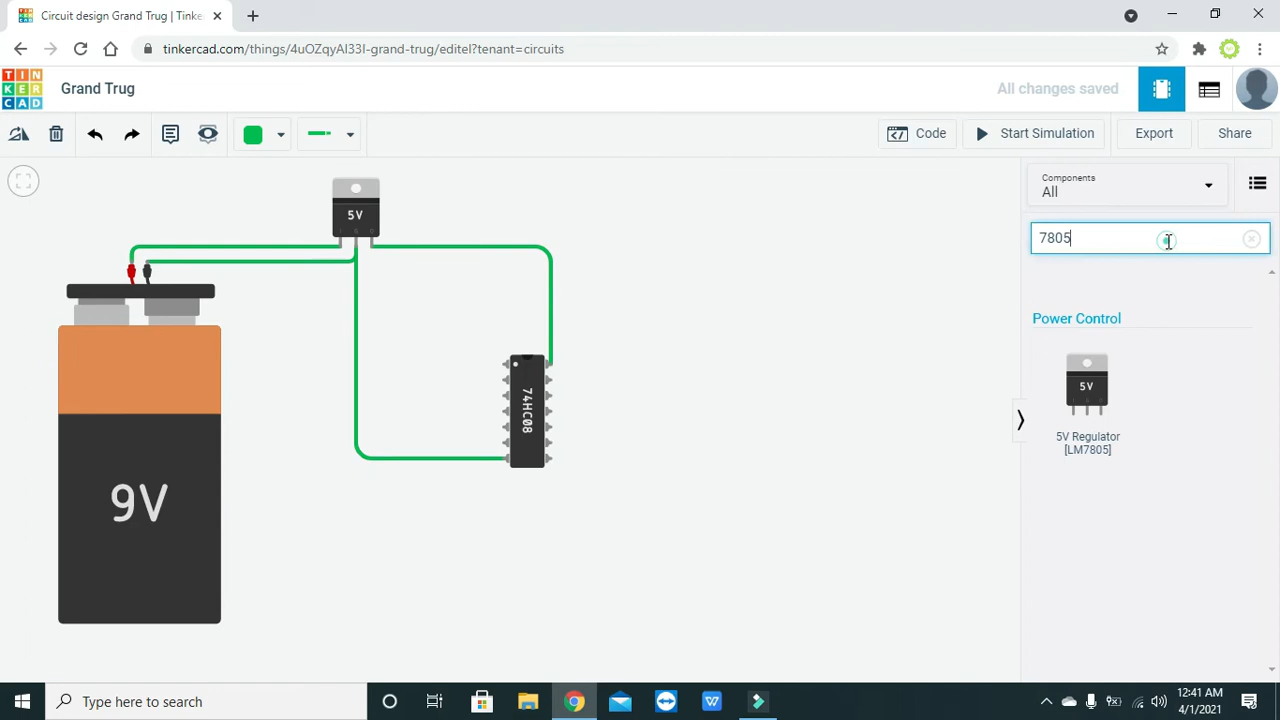 Circuit design Grand Trug | Tinke
tinkercad.com/things/4uOZqyAI33I-grand-trug/editel?tenant=circuits
TIN
KER
CAD
Grand Trug
All changes saved
Code
Start Simulation
Export
Share
Components
All
7805
Power Control
5V
5V Regulator
[LM7805]
5V
74HC08
9V
Type here to search
12:41 AM
4/1/2021